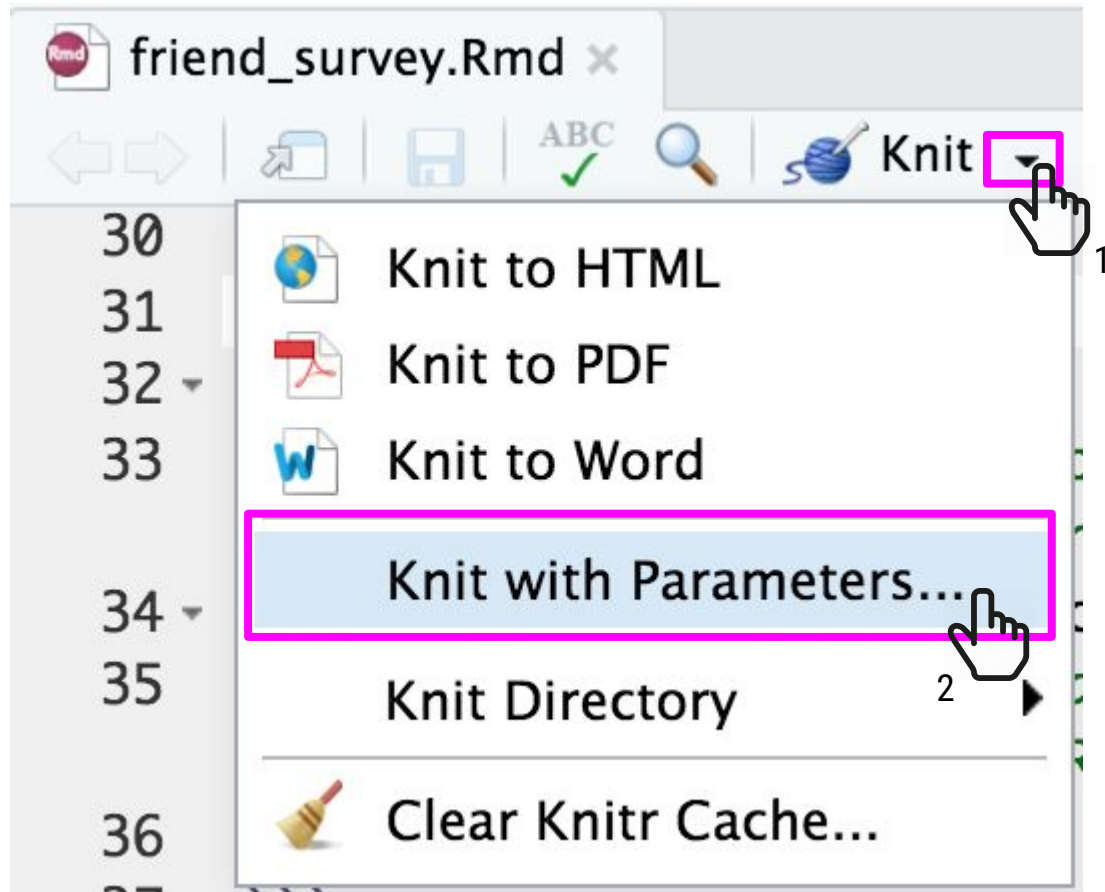 Rmd friend_survey.Rmd ×
ABC Knit
1
30
Knit to HTML
31
Knit to PDF
32
33
Knit to Word
Knit with Parameters...
34
35
Knit Directory
2
Clear Knitr Cache...
36